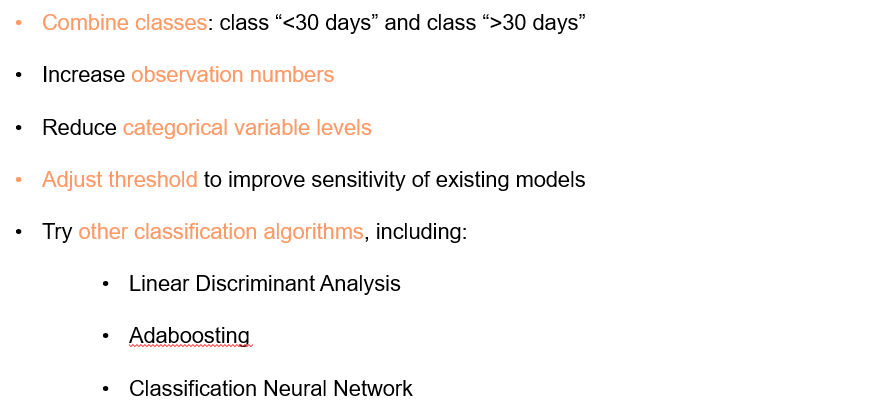 • Combine classes: class “<30 days” and class “>30 days”
• Increase observation numbers
• Reduce categorical variable levels
• Adjust threshold to improve sensitivity of existing models
• Try other classification algorithms, including:
• Linear Discriminant Analysis
• Adaboosting
• Classification Neural Network